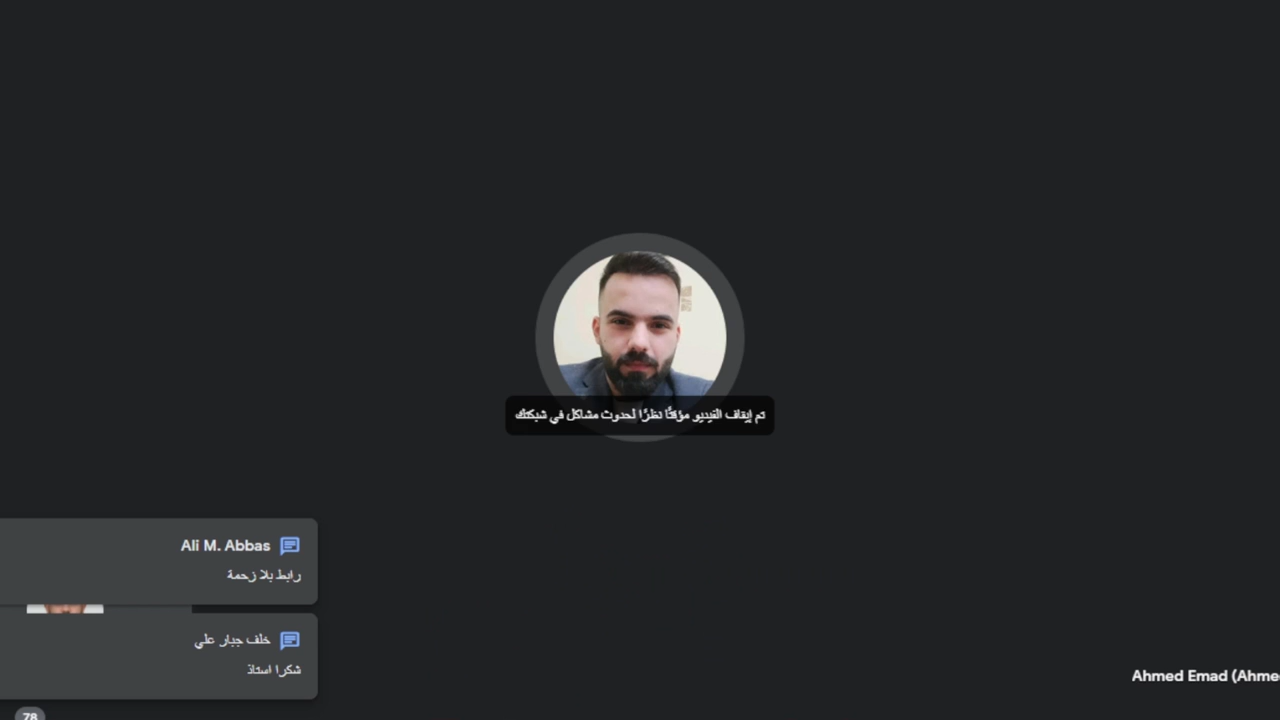 تم إيقاف الفيديو مؤقتًا نظرًا لحدوث مشاكل في شبكتك
Ali M. Abbas
رابط بلا زحمة
خلف جبار علي
شكرا استاذ
Ahmed Emad (Ahme
78